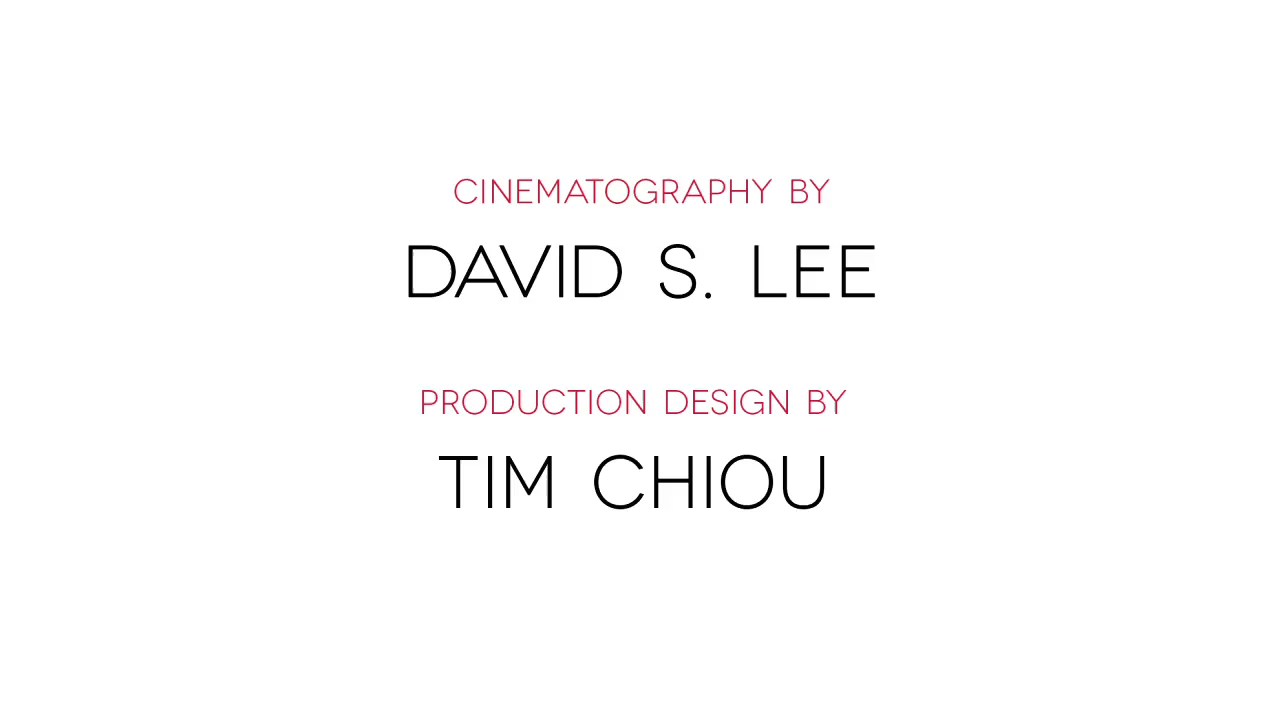 CINEMATOGRAPHY BY
DAVID S. LEE
PRODUCTION DESIGN BY
TIM CHIOU